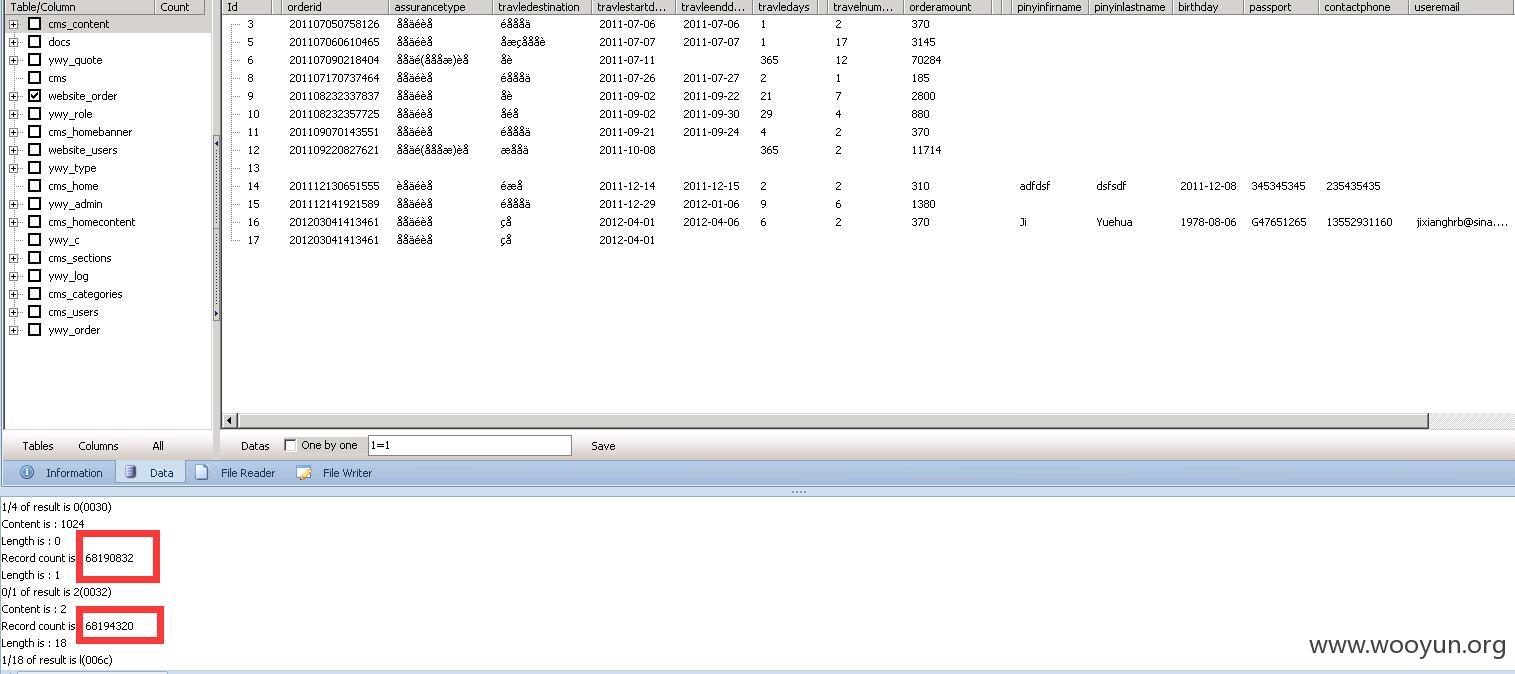 Table/Column Count Id orderid assurancetype travledestination travlestartd... travleendd... travledays travelnum... orderamount pinyinfirname pinyinlastname birthday passport contactphone useremail
cms_content 3 201107050758126 ååäéèå éååäå 2011-07-06 2011-07-06 1 2 370
docs 5 201107060610465 ååäéèå åæçåååè 2011-07-07 2011-07-07 1 17 3145
ywy_quote 6 201107090218404 ååäé(åååæ)èå åè 2011-07-11 365 12 70284
cms 8 201107170737464 ååäéèå éåååä 2011-07-26 2011-07-27 2 1 185
website_order 9 201108232337837 ååäéèå åè 2011-09-02 2011-09-22 21 7 2800
ywy_role 10 201108232357725 ååäéèå åéå 2011-09-02 2011-09-30 29 4 880
cms_homebanner 11 201109070143551 ååäéèå éåååä 2011-09-21 2011-09-24 4 2 370
website_users 12 201109220827621 ååäé(åååæ)èå æååä 2011-10-08 365 2 11714
ywy_type 13
cms_home 14 201112130651555 èåäéèå éæå 2011-12-14 2011-12-15 2 2 310 adfdsf dsfsdf 2011-12-08 345345345 235435435
ywy_admin 15 201112141921589 ååäéèå éåååä 2011-12-29 2012-01-06 9 6 1380
cms_homecontent 16 201203041413461 ååäéèå çå 2012-04-01 2012-04-06 6 2 370 Ji Yuehua 1978-08-06 G47651265 13552931160 jixianghrb@sina....
ywy_c 17 201203041413461 ååäéèå çå 2012-04-01
cms_sections
ywy_log
cms_categories
cms_users
ywy_order
Tables Columns All Datas One by one 1=1 Save
Information Data File Reader File Writer
1/4 of result is 0(0030)
Content is : 1024
Length is : 0
Record count is 68190832
Length is : 1
0/1 of result is 2(0032)
Content is : 2
Record count is 68194320
Length is : 18
1/18 of result is l(006c)
www.wooyun.org